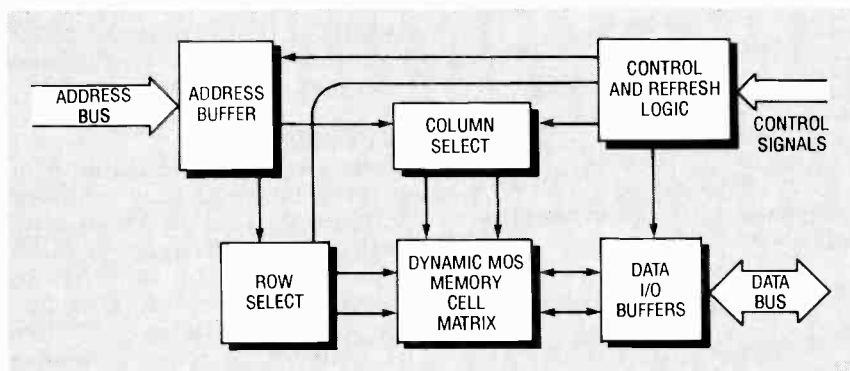 ADDRESS
BUS
ADDRESS
BUFFER
COLUMN
SELECT
CONTROL
AND REFRESH
LOGIC
CONTROL
SIGNALS
ROW
SELECT
DYNAMIC MOS
MEMORY
CELL
MATRIX
DATA
I/O
BUFFERS
DATA
BUS